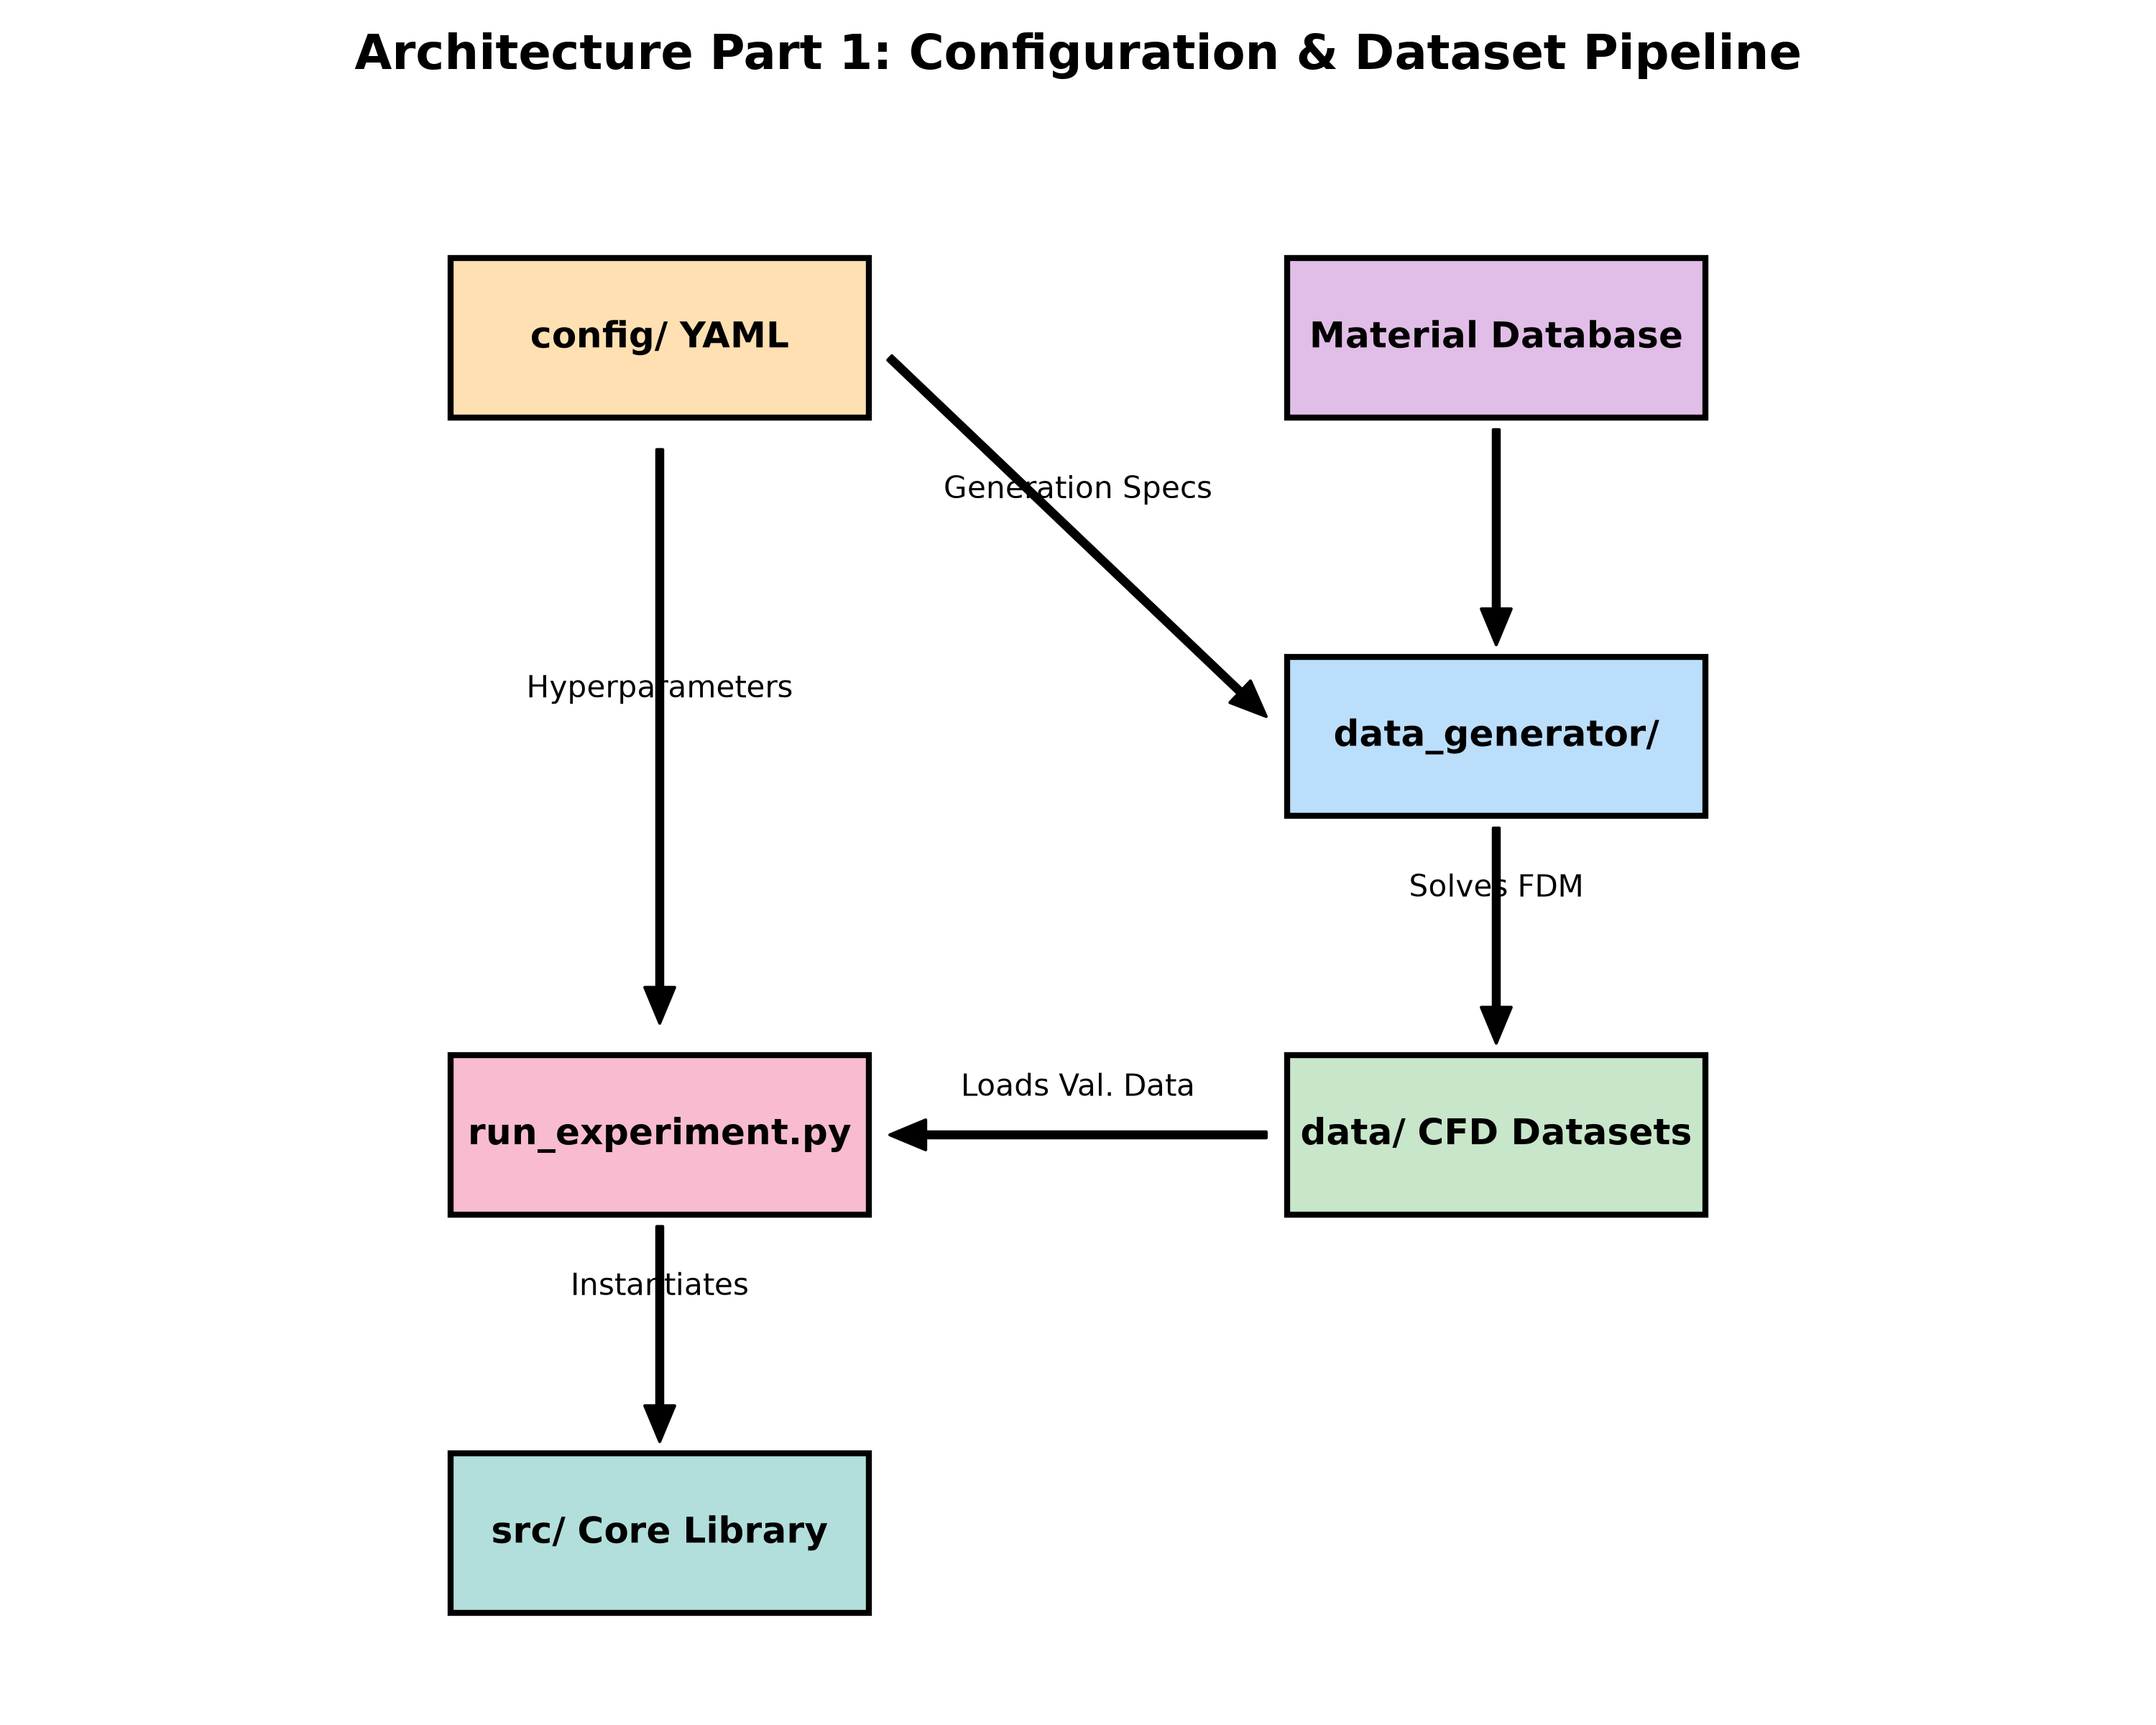 Architecture Part 1: Configuration & Dataset Pipeline
config/ YAML
Material Database
Generation Specs
Hyperparameters
data_generator/
Solves FDM
Loads Val. Data
run_experiment.py
data/ CFD Datasets
Instantiates
src/ Core Library